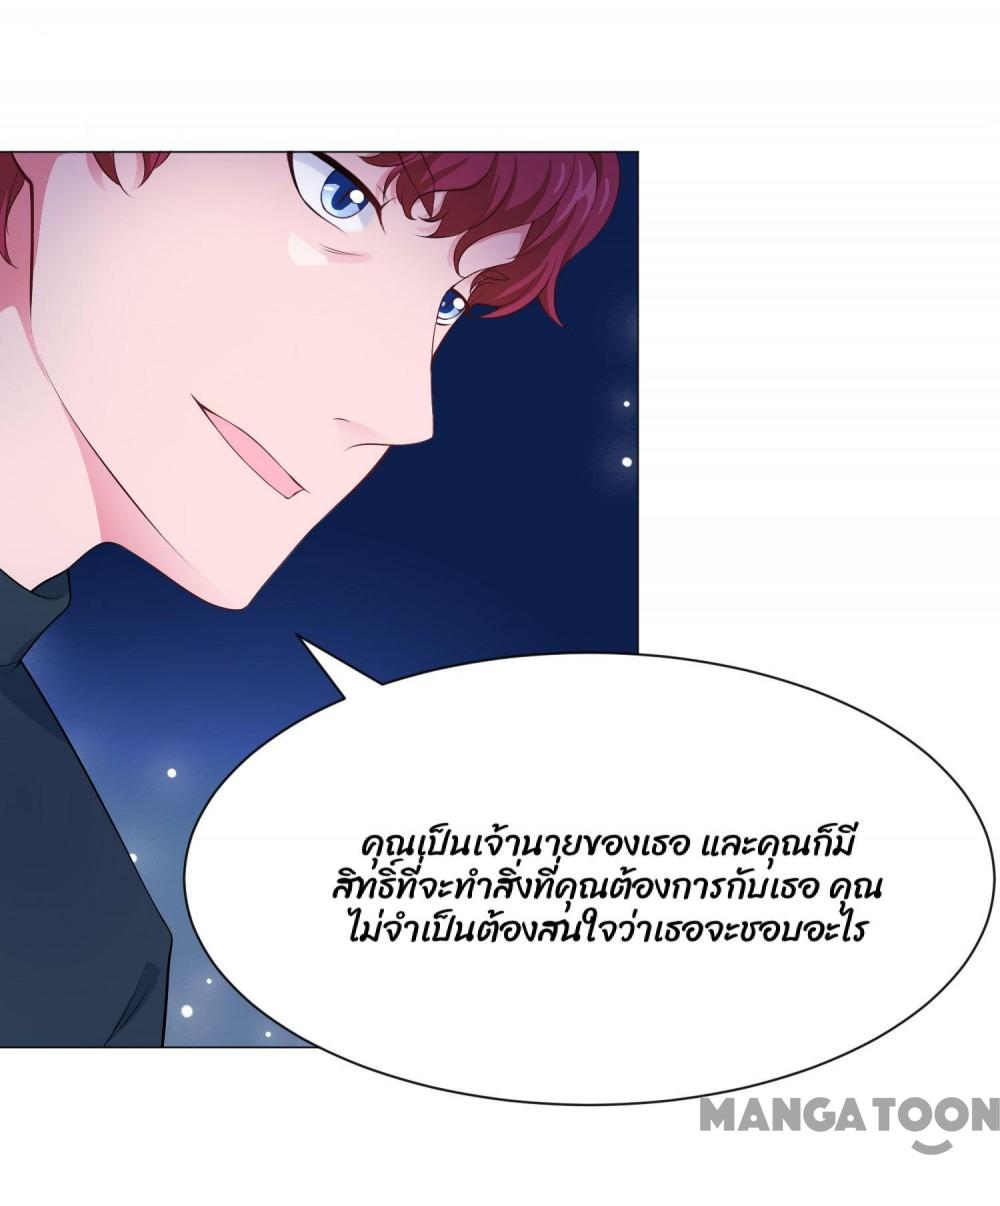 คุณเป็นเจ้านายของเธอ และคุณก็มี
สิทธิ์ที่จะทำสิ่งที่คุณต้องการกับเธอ คุณ
ไม่จำเป็นต้องสนใจว่าเธอจะชอบอะไร
MANGATOON